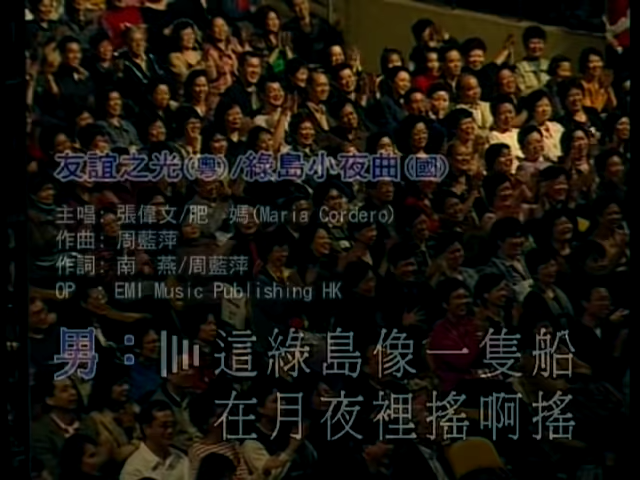 友誼之光(粵)/綠島小夜曲(國)
主唱: 張偉文/肥　媽(Maria Cordero)
作曲: 周藍萍
作詞: 南　燕/周藍萍
OP : EMI Music Publishing HK
男：這綠島像一隻船
在月夜裡搖啊搖